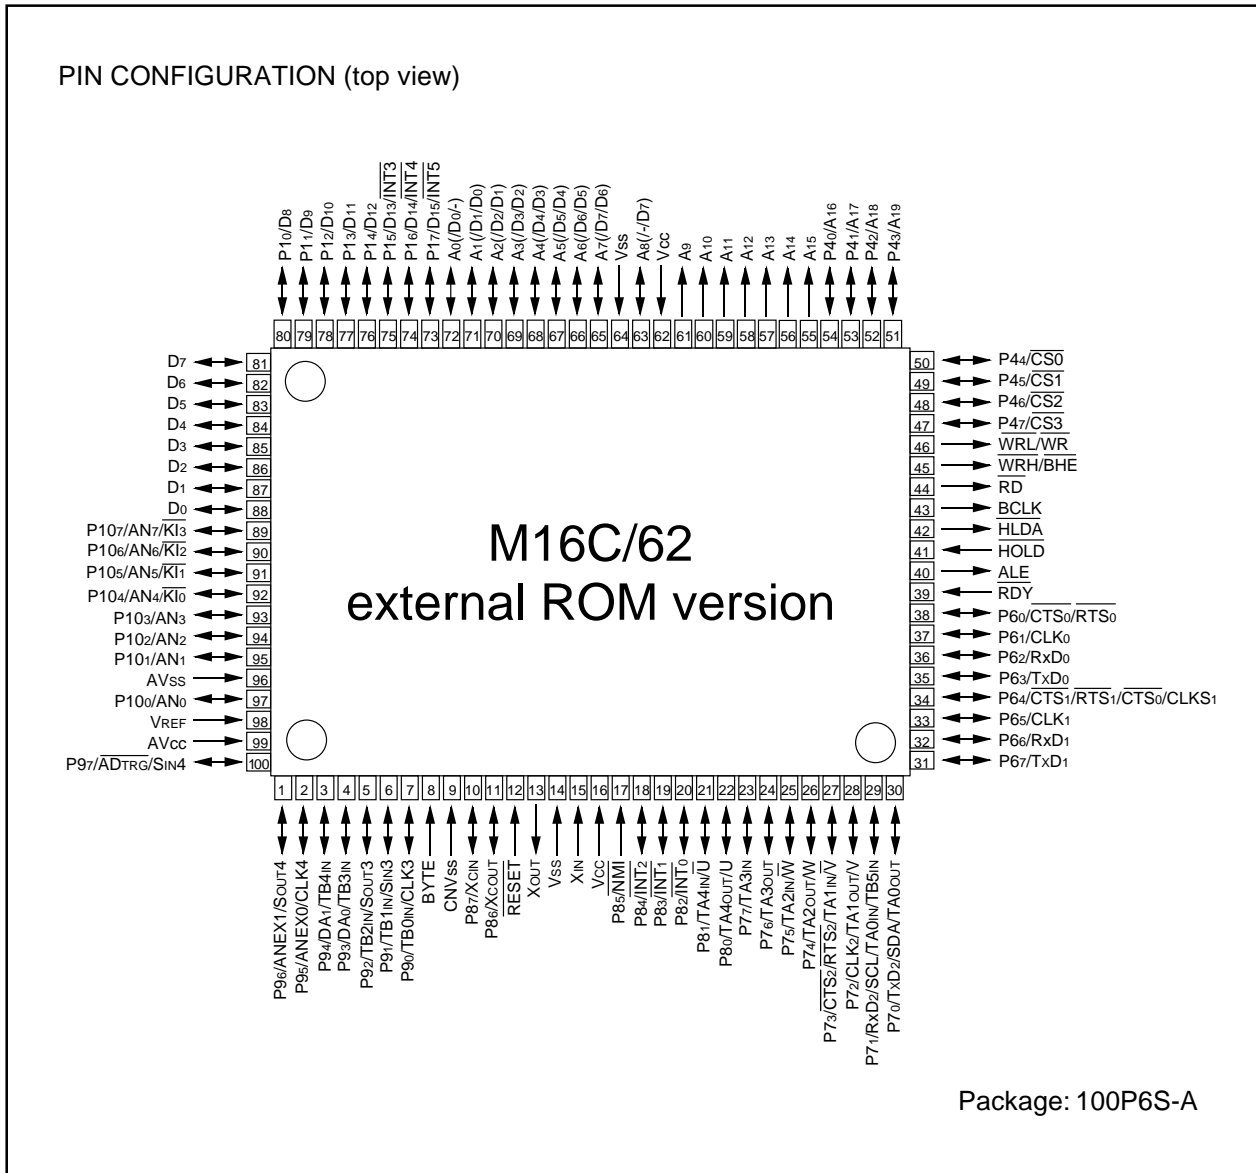 PIN CONFIGURATION (top view)
P10/D8
P11/D9
P12/D10
P13/D11
P14/D12
P15/D13/INT3
P16/D14/INT4
P17/D15/INT5
A0(/D0/-)
A1(/D1/D0)
A2(/D2/D1)
A3(/D3/D2)
A4(/D4/D3)
A5(/D5/D4)
A6(/D6/D5)
A7(/D7/D6)
Vss
A8(/-/D7)
Vcc
A9
A10
A11
A12
A13
A14
A15
P40/A16
P41/A17
P42/A18
P43/A19
80 79 78 77 76 75 74 73 72 71 70 69 68 67 66 65 64 63 62 61 60 59 58 57 56 55 54 53 52 51
D7 81
D6 82
D5 83
D4 84
D3 85
D2 86
D1 87
D0 88
P107/AN7/KI3 89
P106/AN6/KI2 90
P105/AN5/KI1 91
P104/AN4/KI0 92
P103/AN3 93
P102/AN2 94
P101/AN1 95
AVss 96
P100/AN0 97
VREF 98
AVcc 99
P97/ADTRG/SIN4 100
M16C/62
external ROM version
50 P44/CS0
49 P45/CS1
48 P46/CS2
47 P47/CS3
46 WRL/WR
45 WRH/BHE
44 RD
43 BCLK
42 HLDA
41 HOLD
40 ALE
39 RDY
38 P60/CTS0/RTS0
37 P61/CLK0
36 P62/RxD0
35 P63/TxD0
34 P64/CTS1/RTS1/CTS0/CLKS1
33 P65/CLK1
32 P66/RxD1
31 P67/TxD1
1 2 3 4 5 6 7 8 9 10 11 12 13 14 15 16 17 18 19 20 21 22 23 24 25 26 27 28 29 30
P96/ANEX1/SOUT4
P95/ANEX0/CLK4
P94/DA1/TB4IN
P93/DA0/TB3IN
P92/TB2IN/SOUT3
P91/TB1IN/SIN3
P90/TB0IN/CLK3
BYTE
CNVss
P87/XCIN
P86/XCOUT
RESET
XOUT
Vss
XIN
Vcc
P85/NMI
P84/INT2
P83/INT1
P82/INT0
P81/TA4IN/U
P80/TA4OUT/U
P77/TA3IN
P76/TA3OUT
P75/TA2IN/W
P74/TA2OUT/W
P73/CTS2/RTS2/TA1IN/V
P72/CLK2/TA1OUT/V
P71/RxD2/SCL/TA0IN/TB5IN
P70/TxD2/SDA/TA0OUT
Package: 100P6S-A